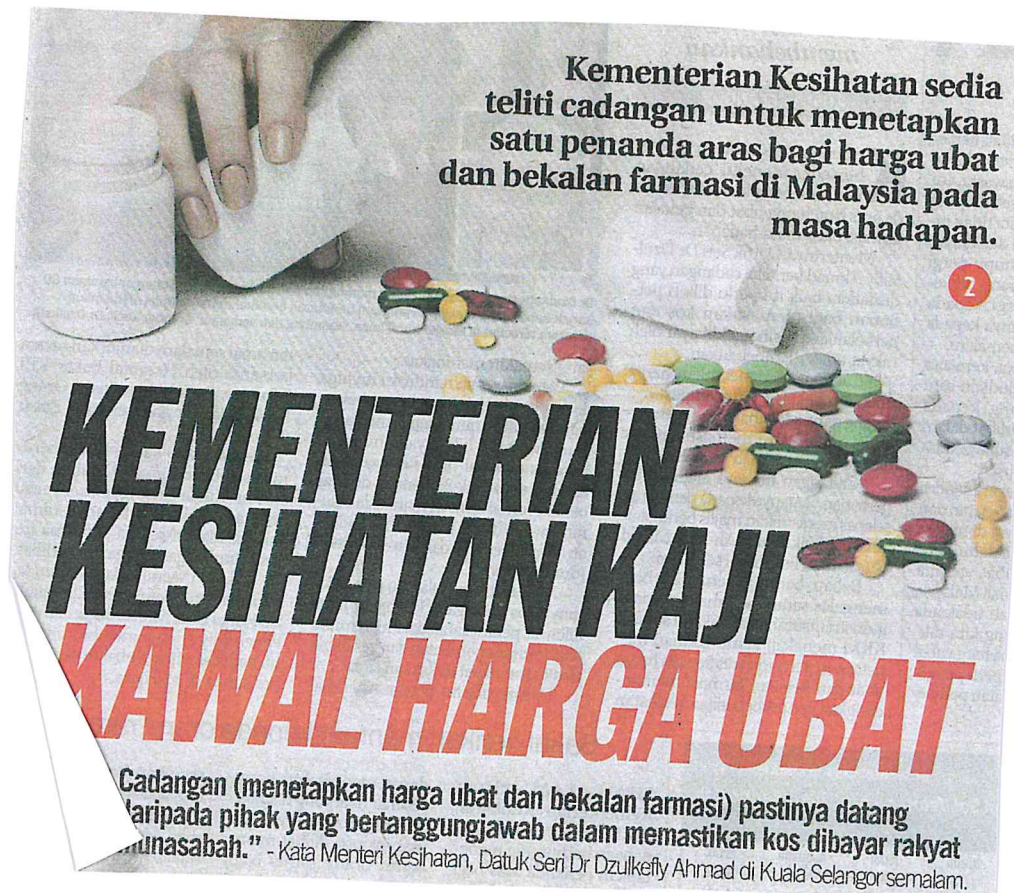 Kementerian Kesihatan sedia
teliti cadangan untuk menetapkan
satu penanda aras bagi harga ubat
dan bekalan farmasi di Malaysia pada
masa hadapan.
2
KEMENTERIAN
KESIHATAN KAJI
KAWAL HARGA UBAT
Cadangan (menetapkan harga ubat dan bekalan farmasi) pastinya datang
daripada pihak yang bertanggungjawab dalam memastikan kos dibayar rakyat
munasabah.” - Kata Menteri Kesihatan, Datuk Seri Dr Dzulkefly Ahmad di Kuala Selangor semalam.